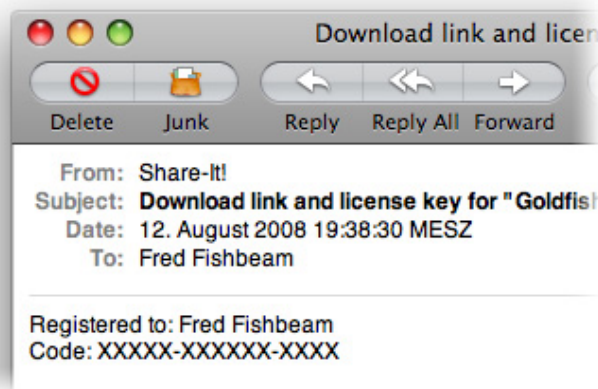 Download link and licen
Delete Junk Reply Reply All Forward
From: Share-It!
Subject: Download link and license key for "Goldfish
Date: 12. August 2008 19:38:30 MESZ
To: Fred Fishbeam
Registered to: Fred Fishbeam
Code: XXXXX-XXXXXX-XXXX